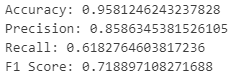 Accuracy: 0.9581246243237828
Precision: 0.8586345381526105
Recall: 0.6182764603817236
F1 Score: 0.718897108271688